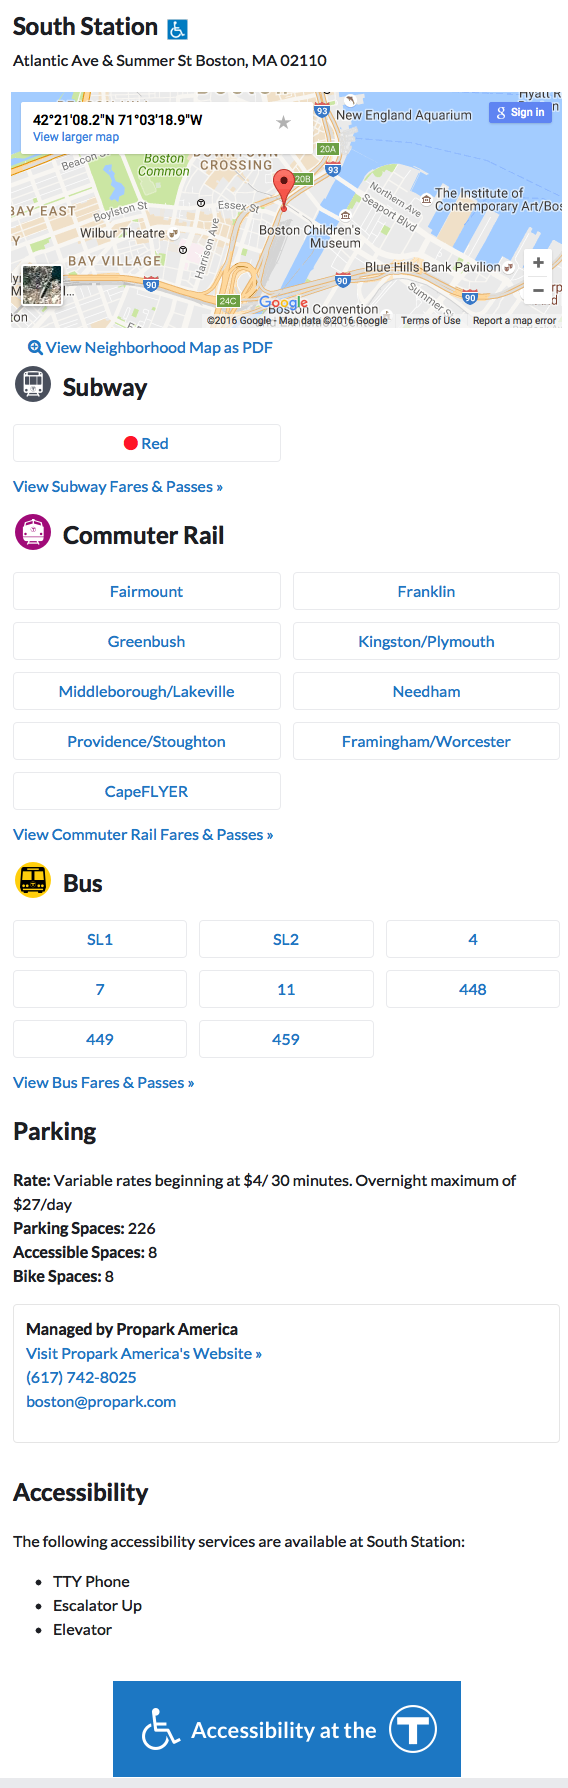 South Station
Atlantic Ave & Summer St Boston, MA 02110
42°21'08.2"N 71°03'18.9"W
View larger map
Sign in
New England Aquarium
93
20A
Beacon S
Boston
Common
CROSSING
20B
93
Northern Ave
Seaport Blvd
The Institute of
Contemporary Art/Bos
BAY EAST
Boylston St
Essex St
Wilbur Theatre
Harrison Ave
Boston Children's
Museum
BAY VILLAGE
Blue Hills Bank Pavilion
90
90
90
24C
Google
Boston Convention
Summer
©2016 Google - Map data ©2016 Google
Terms of Use
Report a map error
View Neighborhood Map as PDF
Subway
Red
View Subway Fares & Passes »
Commuter Rail
Fairmount
Franklin
Greenbush
Kingston/Plymouth
Middleborough/Lakeville
Needham
Providence/Stoughton
Framingham/Worcester
CapeFLYER
View Commuter Rail Fares & Passes »
Bus
SL1
SL2
4
7
11
448
449
459
View Bus Fares & Passes »
Parking
Rate: Variable rates beginning at $4/ 30 minutes. Overnight maximum of
$27/day
Parking Spaces: 226
Accessible Spaces: 8
Bike Spaces: 8
Managed by Propark America
Visit Propark America's Website »
(617) 742-8025
boston@propark.com
Accessibility
The following accessibility services are available at South Station:
• TTY Phone
• Escalator Up
• Elevator
Accessibility at the T